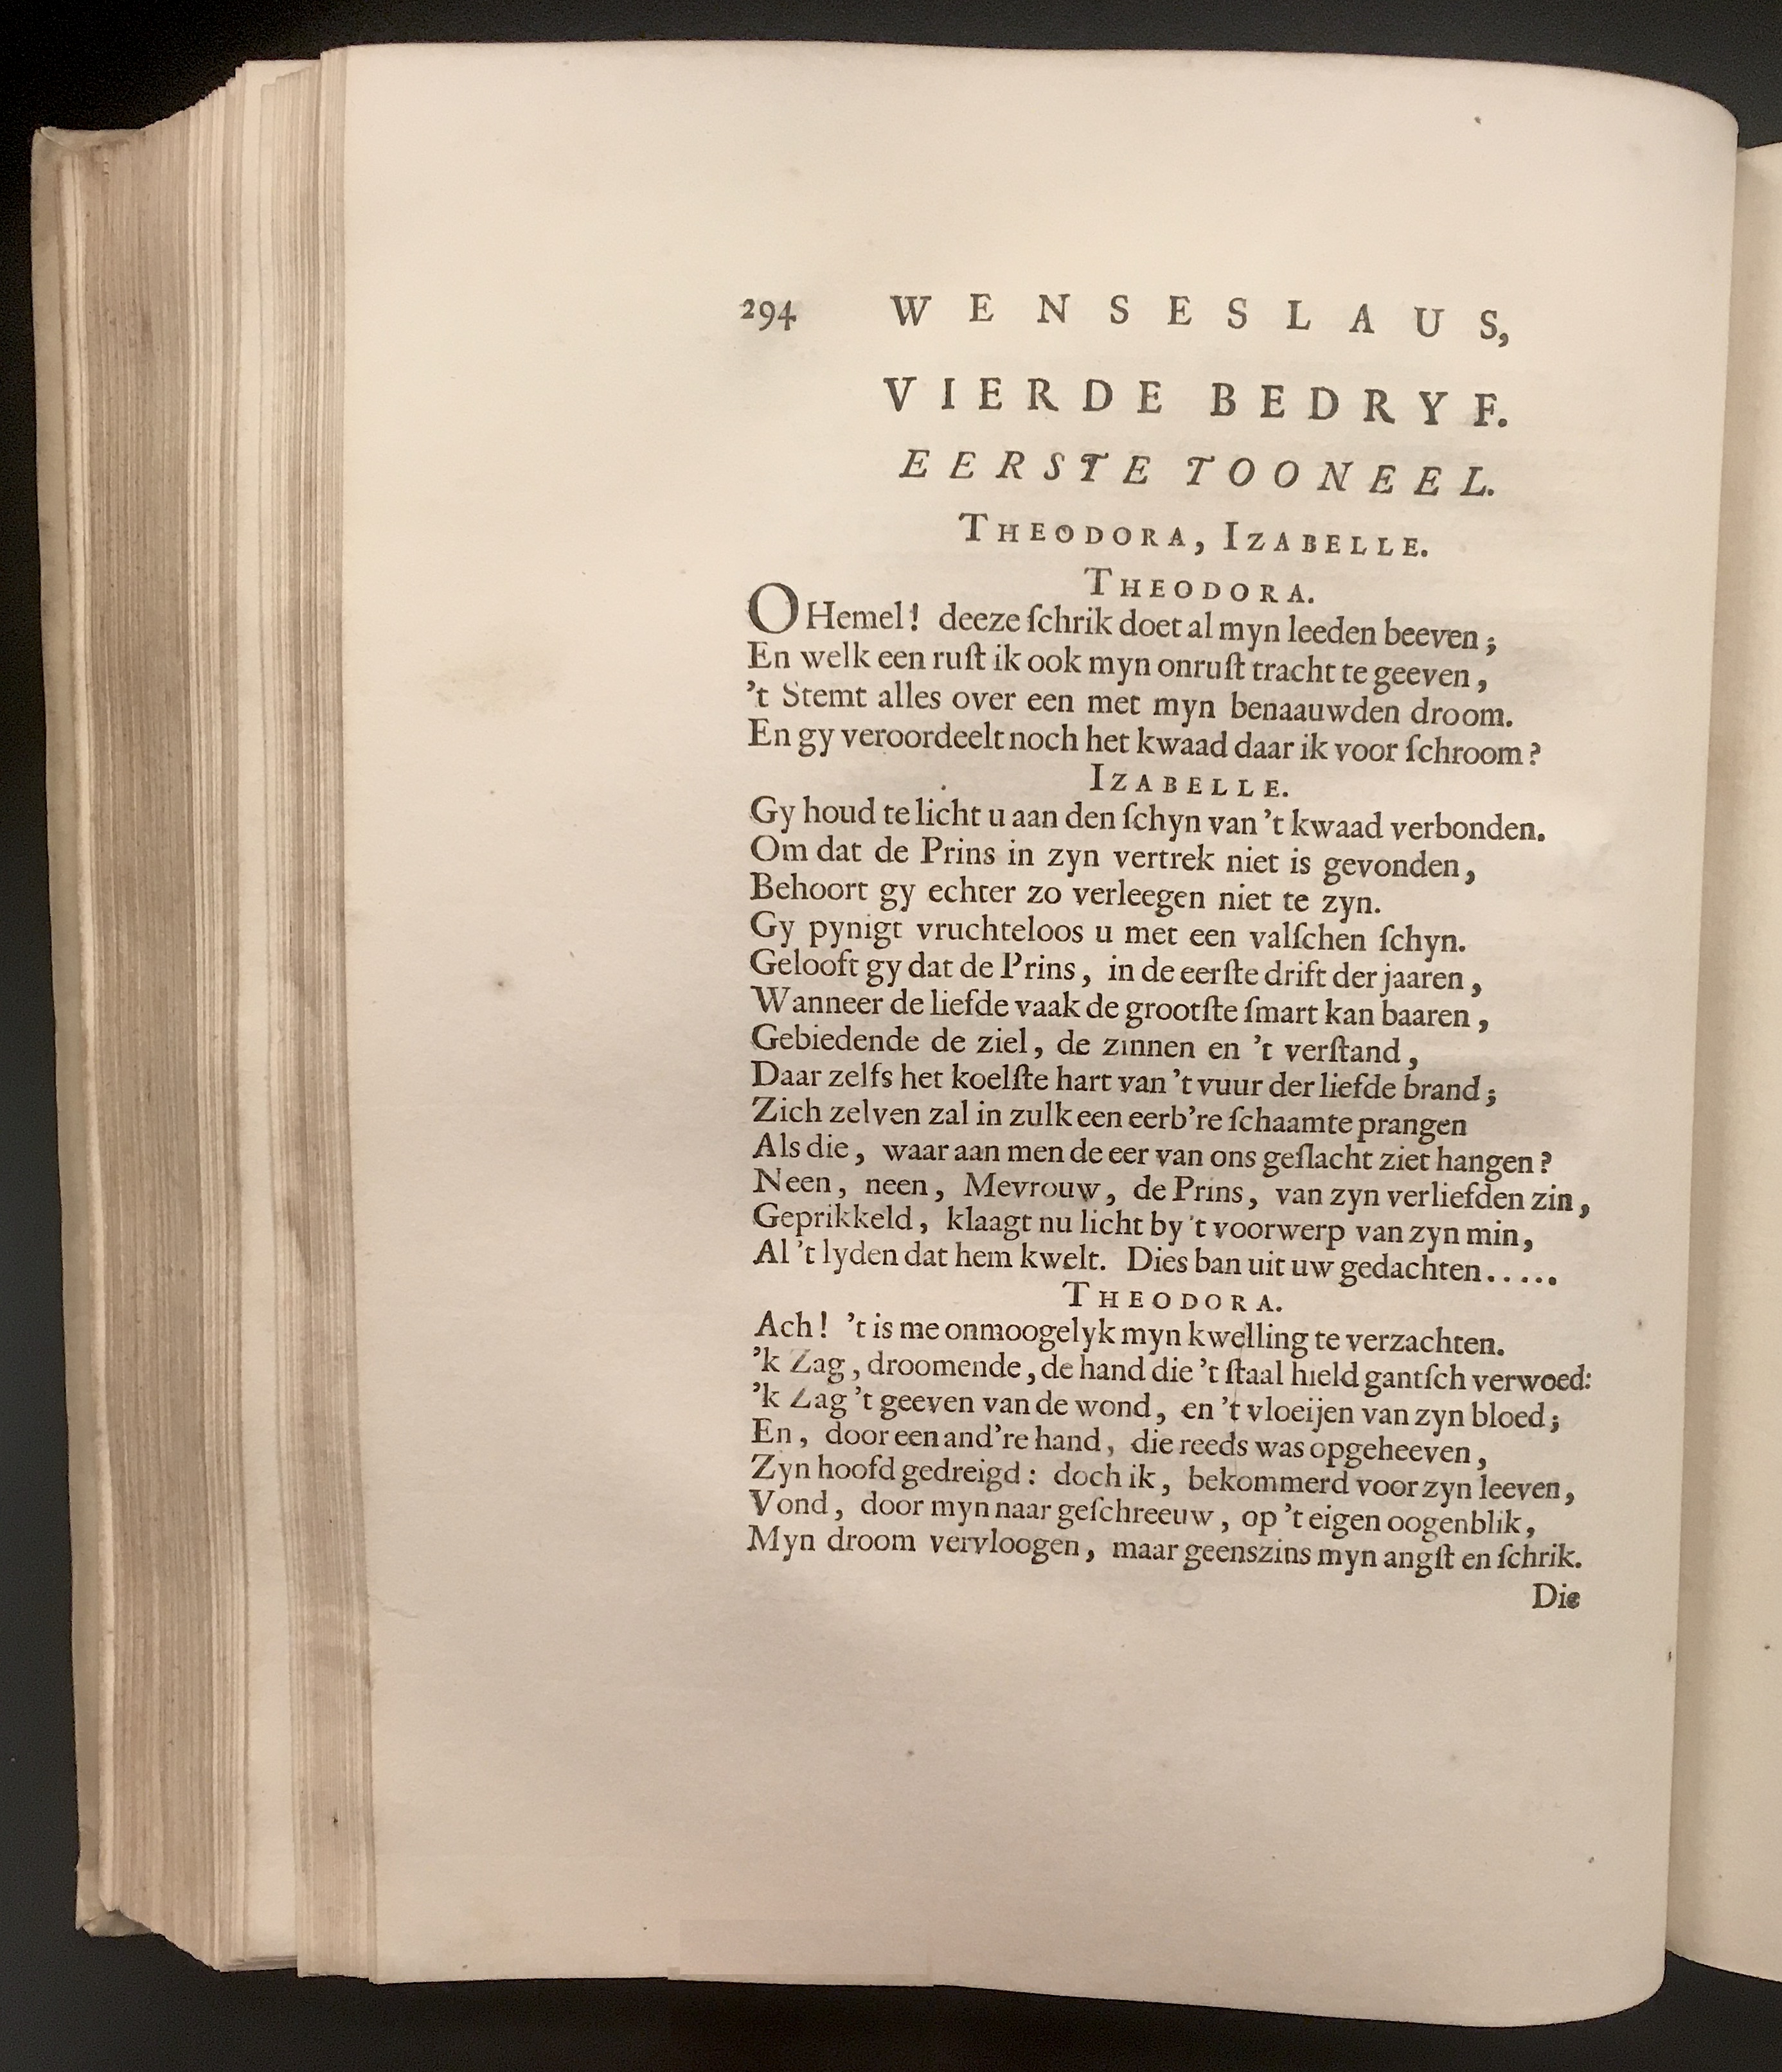 294 WENSESLAUS,
VIERDE BEDRYF.
EERSTE TOONEEL.
THEODORA, IZABELLE.
THEODORA.
O Hemel! deeze ſchrik doet al myn leeden beeven;
En welk een ruſt ik ook myn onruſt tracht te geeven,
't Stemt alles over een met myn benaauwden droom.
En gy veroordeelt noch het kwaad daar ik voor ſchroom?
IZABELLE.
Gy houd te licht u aan den ſchyn van 't kwaad verbonden.
Om dat de Prins in zyn vertrek niet is gevonden,
Behoort gy echter zo verleegen niet te zyn.
Gy pynigt vruchteloos u met een valſchen ſchyn.
Gelooft gy dat de Prins, in de eerſte drift der jaaren,
Wanneer de liefde vaak de grootſte ſmart kan baaren,
Gebiedende de ziel, de zinnen en 't verſtand,
Daar zelfs het koelſte hart van 't vuur der liefde brand;
Zich zelven zal in zulk een eerb're ſchaamte prangen
Als die, waar aan men de eer van ons geſlacht ziet hangen?
Neen, neen, Mevrouw, de Prins, van zyn verliefden zin,
Geprikkeld, klaagt nu licht by 't voorwerp van zyn min,
Al 't lyden dat hem kwelt. Dies ban uit uw gedachten.....
THEODORA.
Ach! 't is me onmoogelyk myn kwelling te verzachten.
'k Zag, droomende, de hand die 't ſtaal hield gantſch verwoed:
'k Zag 't geeven van de wond, en 't vloeijen van zyn bloed;
En, door een and're hand, die reeds was opgeheeven,
Zyn hoofd gedreigd: doch ik, bekommerd voor zyn leeven,
Vond, door myn naar geſchreeuw, op 't eigen oogenblik,
Myn droom vervloogen, maar geenszins myn angſt en ſchrik.
Die